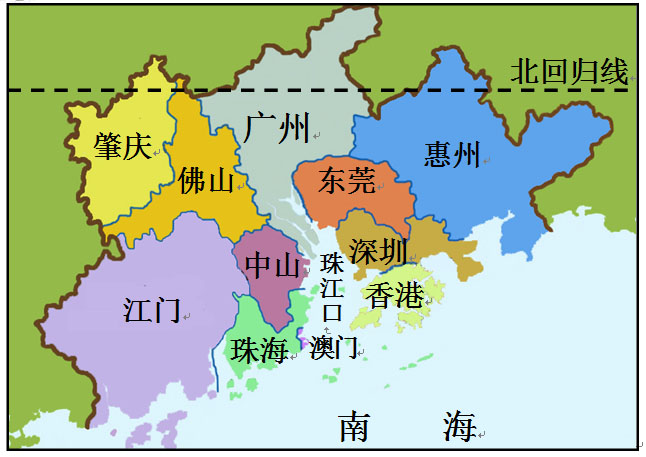 北回归线
广州
肇庆
惠州
佛山
东莞
深圳
中山
珠江口
香港
江门
珠海
澳门
南海